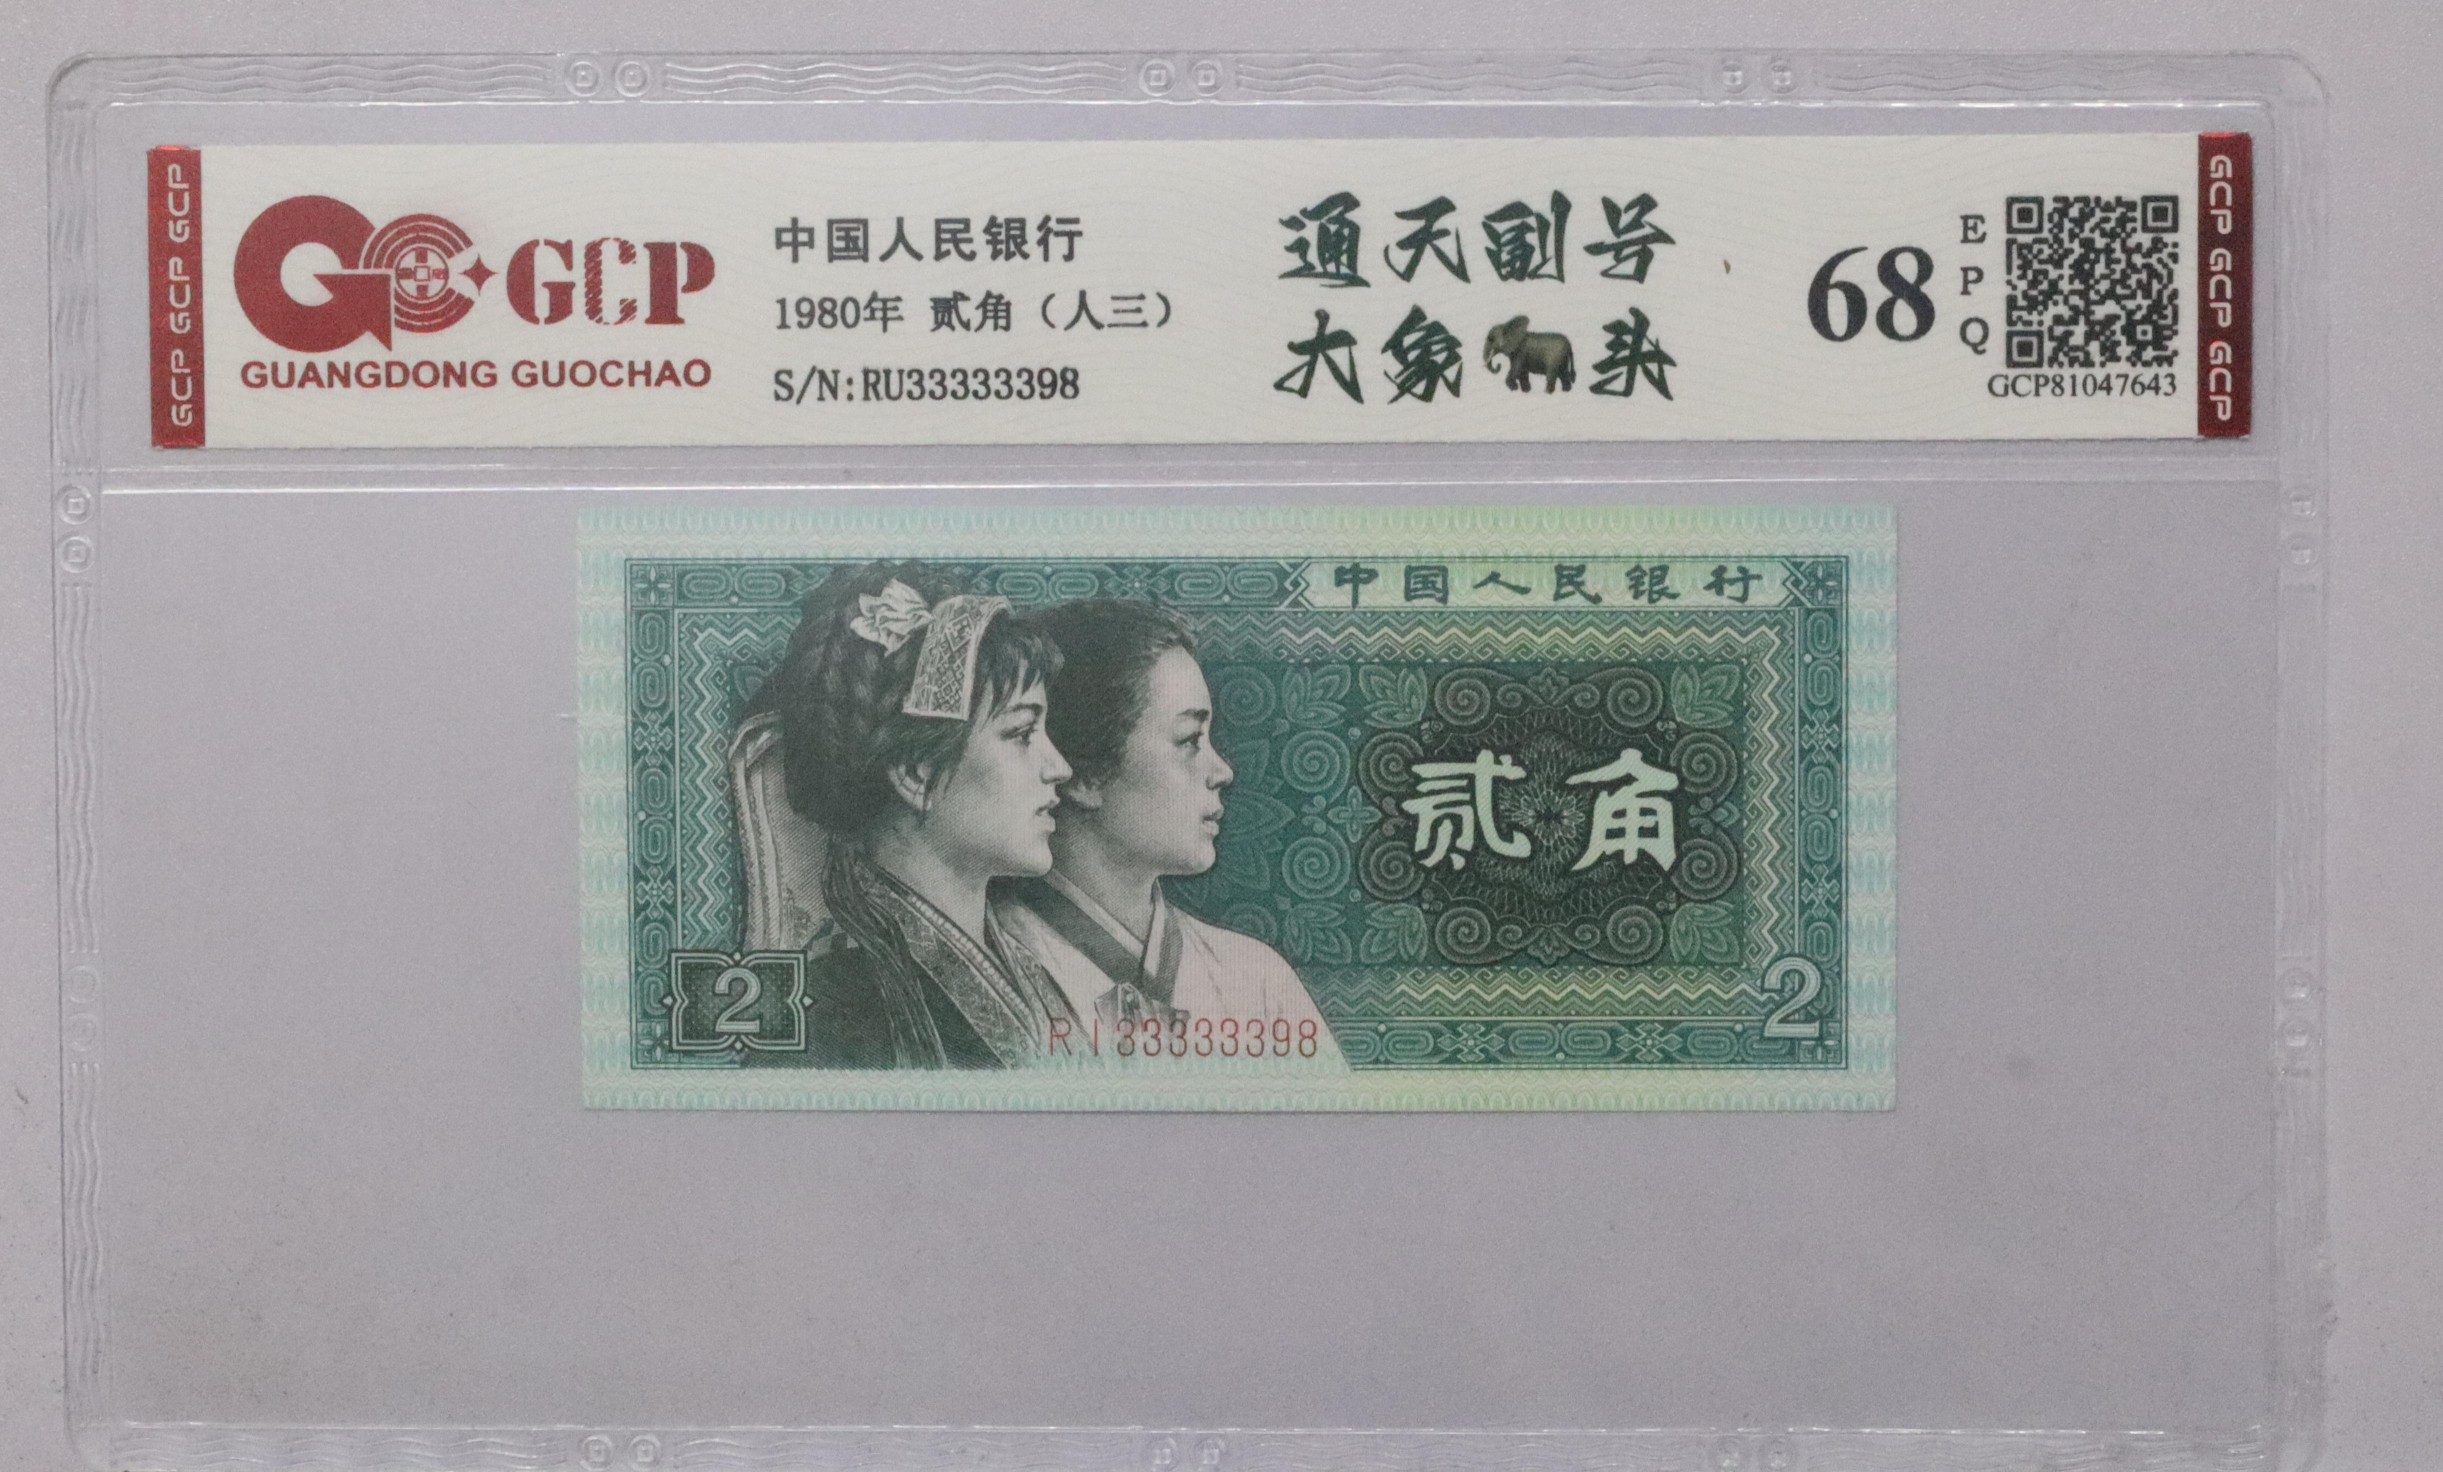 GCP GCP GCP
GCP
GUANGDONG GUOCHAO
中国人民银行
1980年 贰角（人三）
S/N:RU33333398
通天副号
大象头
68
EPQ
GCP81047643
GCP GCP GCP
中国人民银行
贰角
2
RI33333398
2